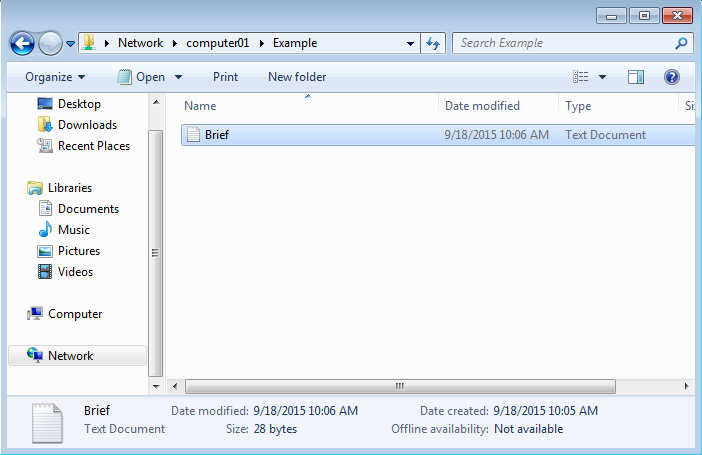 Network computer01 Example Search Example
Organize Open Print New folder
Desktop
Downloads
Recent Places
Libraries
Documents
Music
Pictures
Videos
Computer
Network
Name Date modified Type Si
Brief 9/18/2015 10:06 AM Text Document
Brief Date modified: 9/18/2015 10:06 AM Date created: 9/18/2015 10:05 AM
Text Document Size: 28 bytes Offline availability: Not available